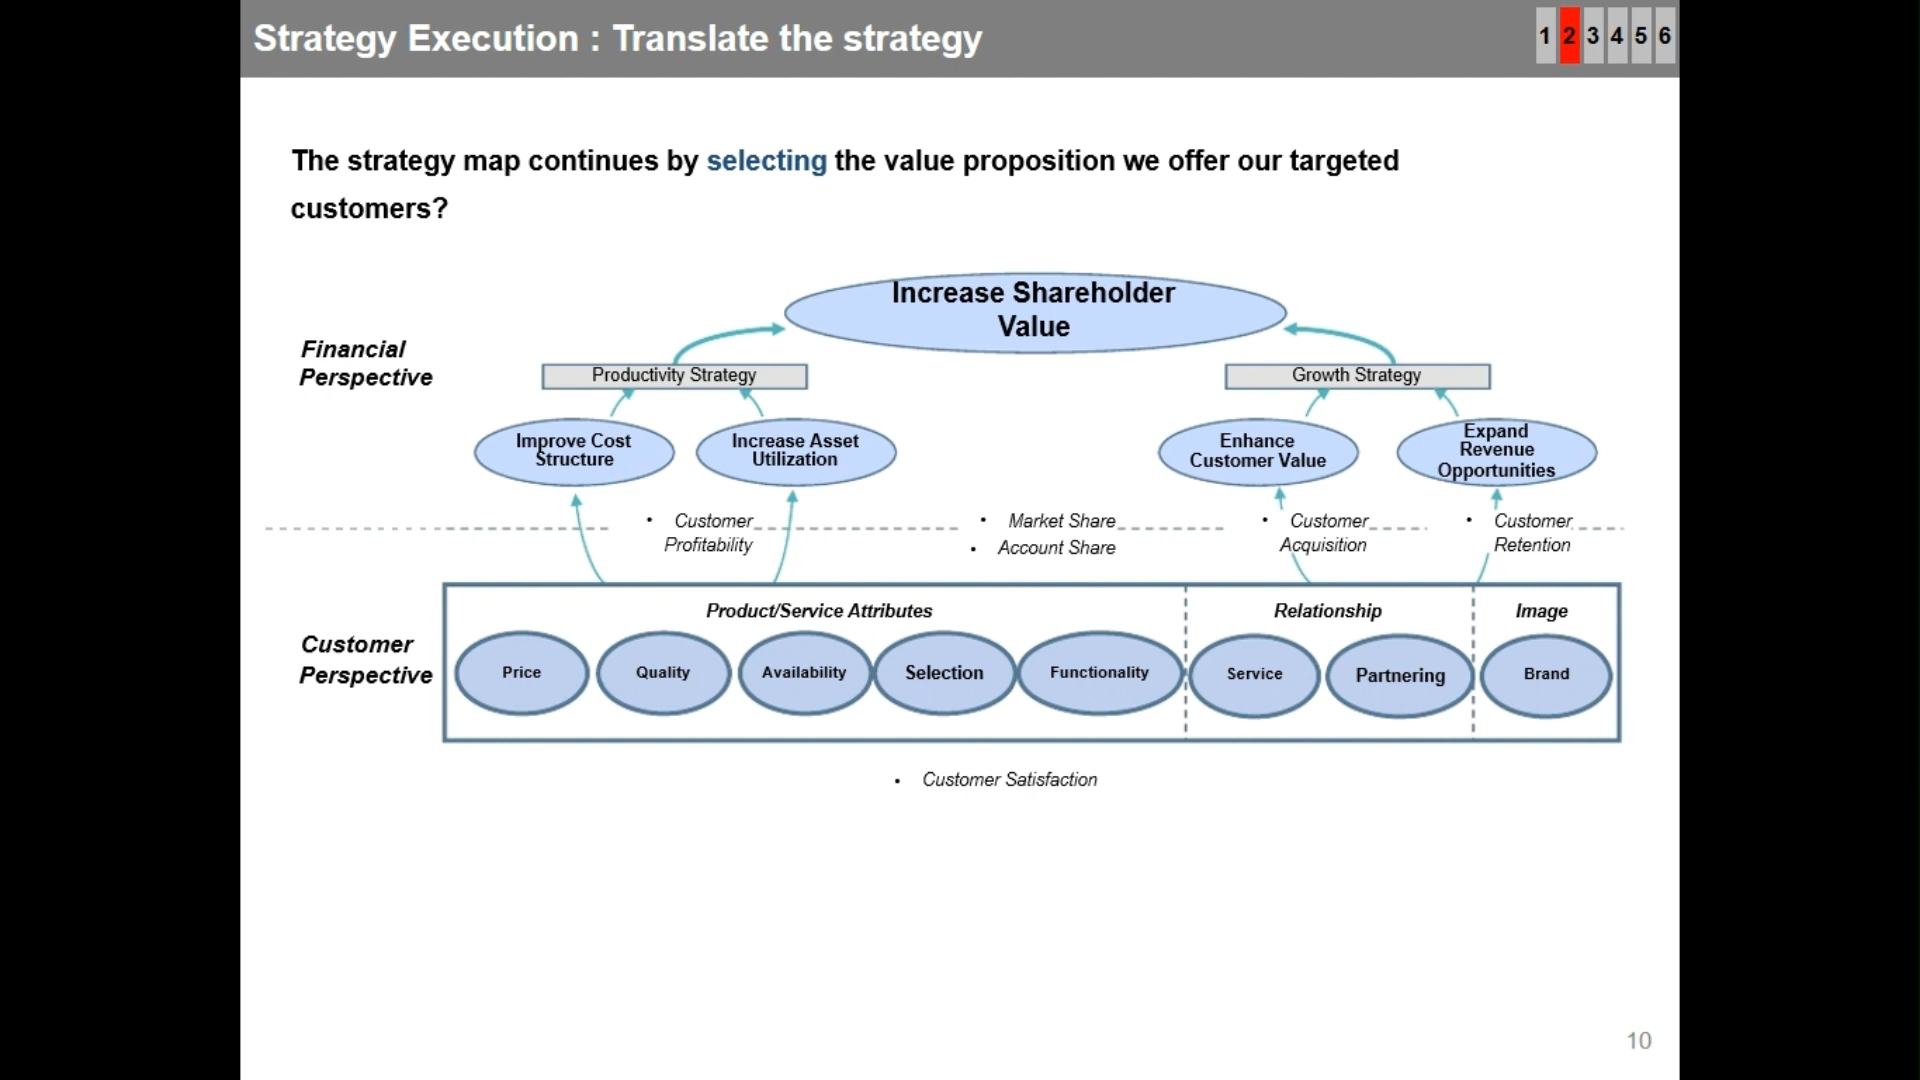 Strategy Execution : Translate the strategy
1 2 3 4 5 6
The strategy map continues by selecting the value proposition we offer our targeted
customers?
Increase Shareholder
Value
Financial
Perspective
Productivity Strategy
Growth Strategy
Improve Cost
Structure
Increase Asset
Utilization
Enhance
Customer Value
Expand
Revenue
Opportunities
• Customer
Profitability
• Market Share
• Account Share
• Customer
Acquisition
• Customer
Retention
Customer
Perspective
Product/Service Attributes
Relationship
Image
Price
Quality
Availability
Selection
Functionality
Service
Partnering
Brand
• Customer Satisfaction
10